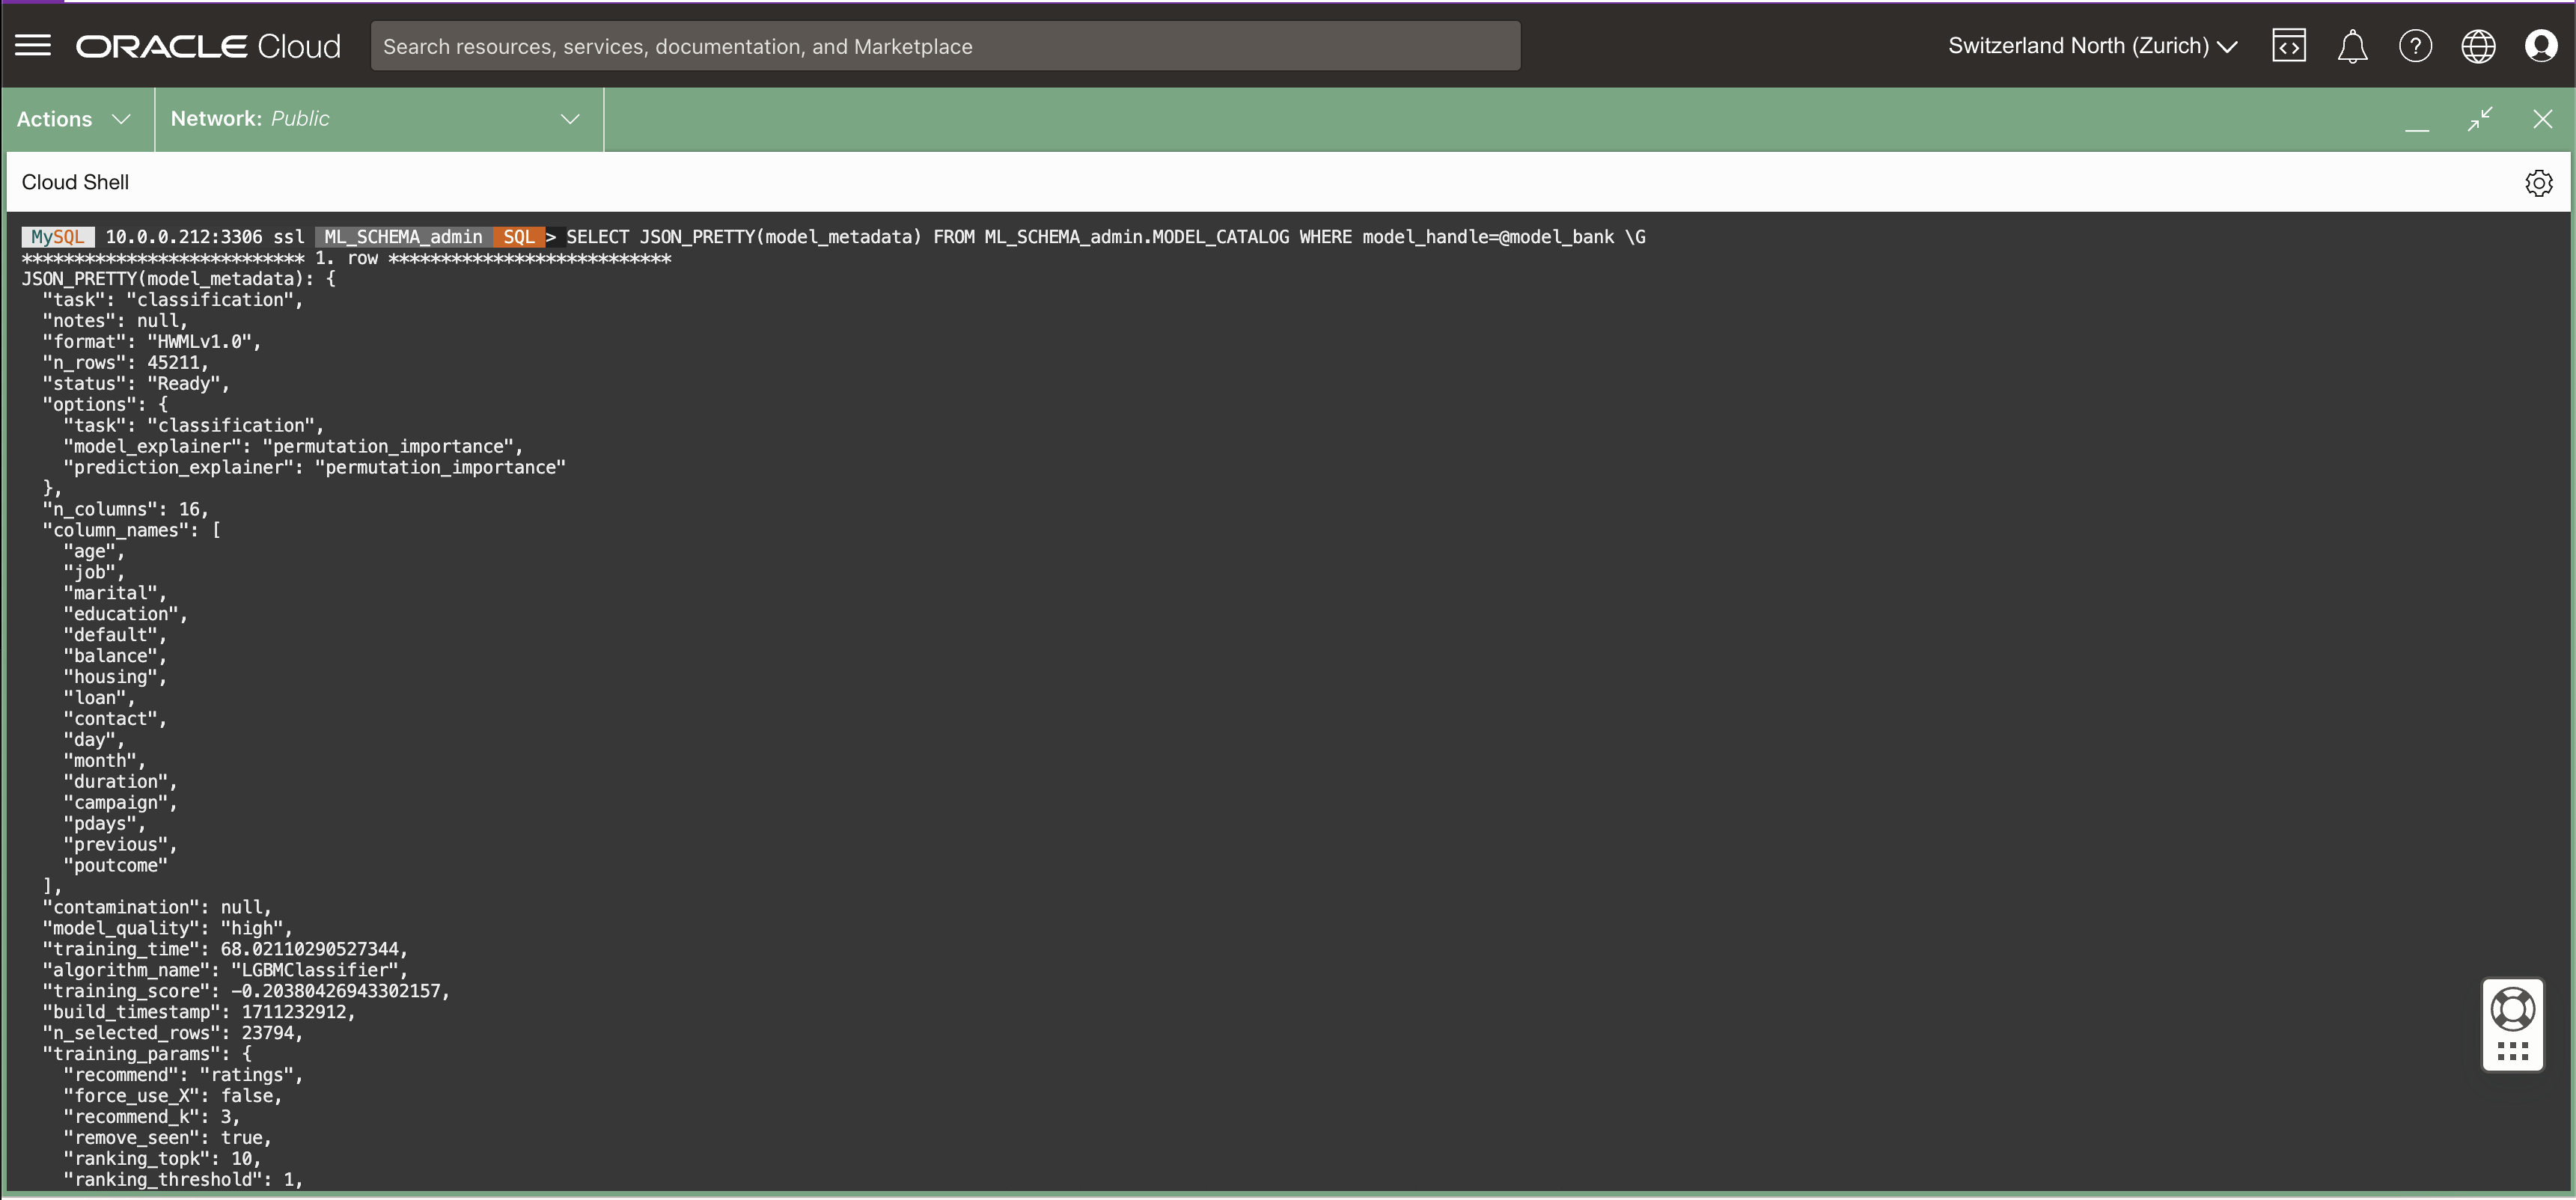 ORACLE Cloud
Search resources, services, documentation, and Marketplace
Switzerland North (Zurich)
Actions
Network: Public
Cloud Shell
MySQL 10.0.0.212:3306 ssl ML_SCHEMA_admin SQL > SELECT JSON_PRETTY(model_metadata) FROM ML_SCHEMA_admin.MODEL_CATALOG WHERE model_handle=@model_bank \G
*************************** 1. row ***************************
JSON_PRETTY(model_metadata): {
  "task": "classification",
  "notes": null,
  "format": "HWMLv1.0",
  "n_rows": 45211,
  "status": "Ready",
  "options": {
    "task": "classification",
    "model_explainer": "permutation_importance",
    "prediction_explainer": "permutation_importance"
  },
  "n_columns": 16,
  "column_names": [
    "age",
    "job",
    "marital",
    "education",
    "default",
    "balance",
    "housing",
    "loan",
    "contact",
    "day",
    "month",
    "duration",
    "campaign",
    "pdays",
    "previous",
    "poutcome"
  ],
  "contamination": null,
  "model_quality": "high",
  "training_time": 68.02110290527344,
  "algorithm_name": "LGBMClassifier",
  "training_score": -0.20380426943302157,
  "build_timestamp": 1711232912,
  "n_selected_rows": 23794,
  "training_params": {
    "recommend": "ratings",
    "force_use_X": false,
    "recommend_k": 3,
    "remove_seen": true,
    "ranking_topk": 10,
    "ranking_threshold": 1,